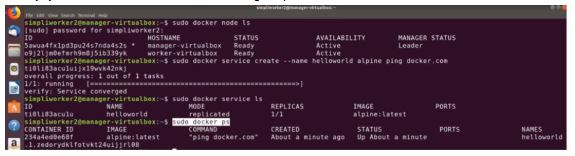 simpliworker2@manager-virtualbox: ~
File Edit View Search Terminal Help
simpliworker2@manager-virtualbox:~$ sudo docker node ls
[sudo] password for simpliworker2:
ID HOSTNAME STATUS AVAILABILITY MANAGER STATUS
5awua4fx1pd3pu24s7nda4s2s * manager-virtualbox Ready Active Leader
o9j2ljm0efmrh9m8j5ib339yk worker-virtualbox Ready Active
simpliworker2@manager-virtualbox:~$ sudo docker service create --name helloworld alpine ping docker.com
ti0li83acu1uijx19wvk42nkj
overall progress: 1 out of 1 tasks
1/1: running [==================================================>]
verify: Service converged
simpliworker2@manager-virtualbox:~$ sudo docker service ls
ID NAME MODE REPLICAS IMAGE PORTS
ti0li83acu1u helloworld replicated 1/1 alpine:latest
simpliworker2@manager-virtualbox:~$ sudo docker ps
CONTAINER ID IMAGE COMMAND CREATED STATUS PORTS NAMES
234a4ed0e60f alpine:latest "ping docker.com" About a minute ago Up About a minute helloworld
.1.zedorydklfotvkt24uijjrl08